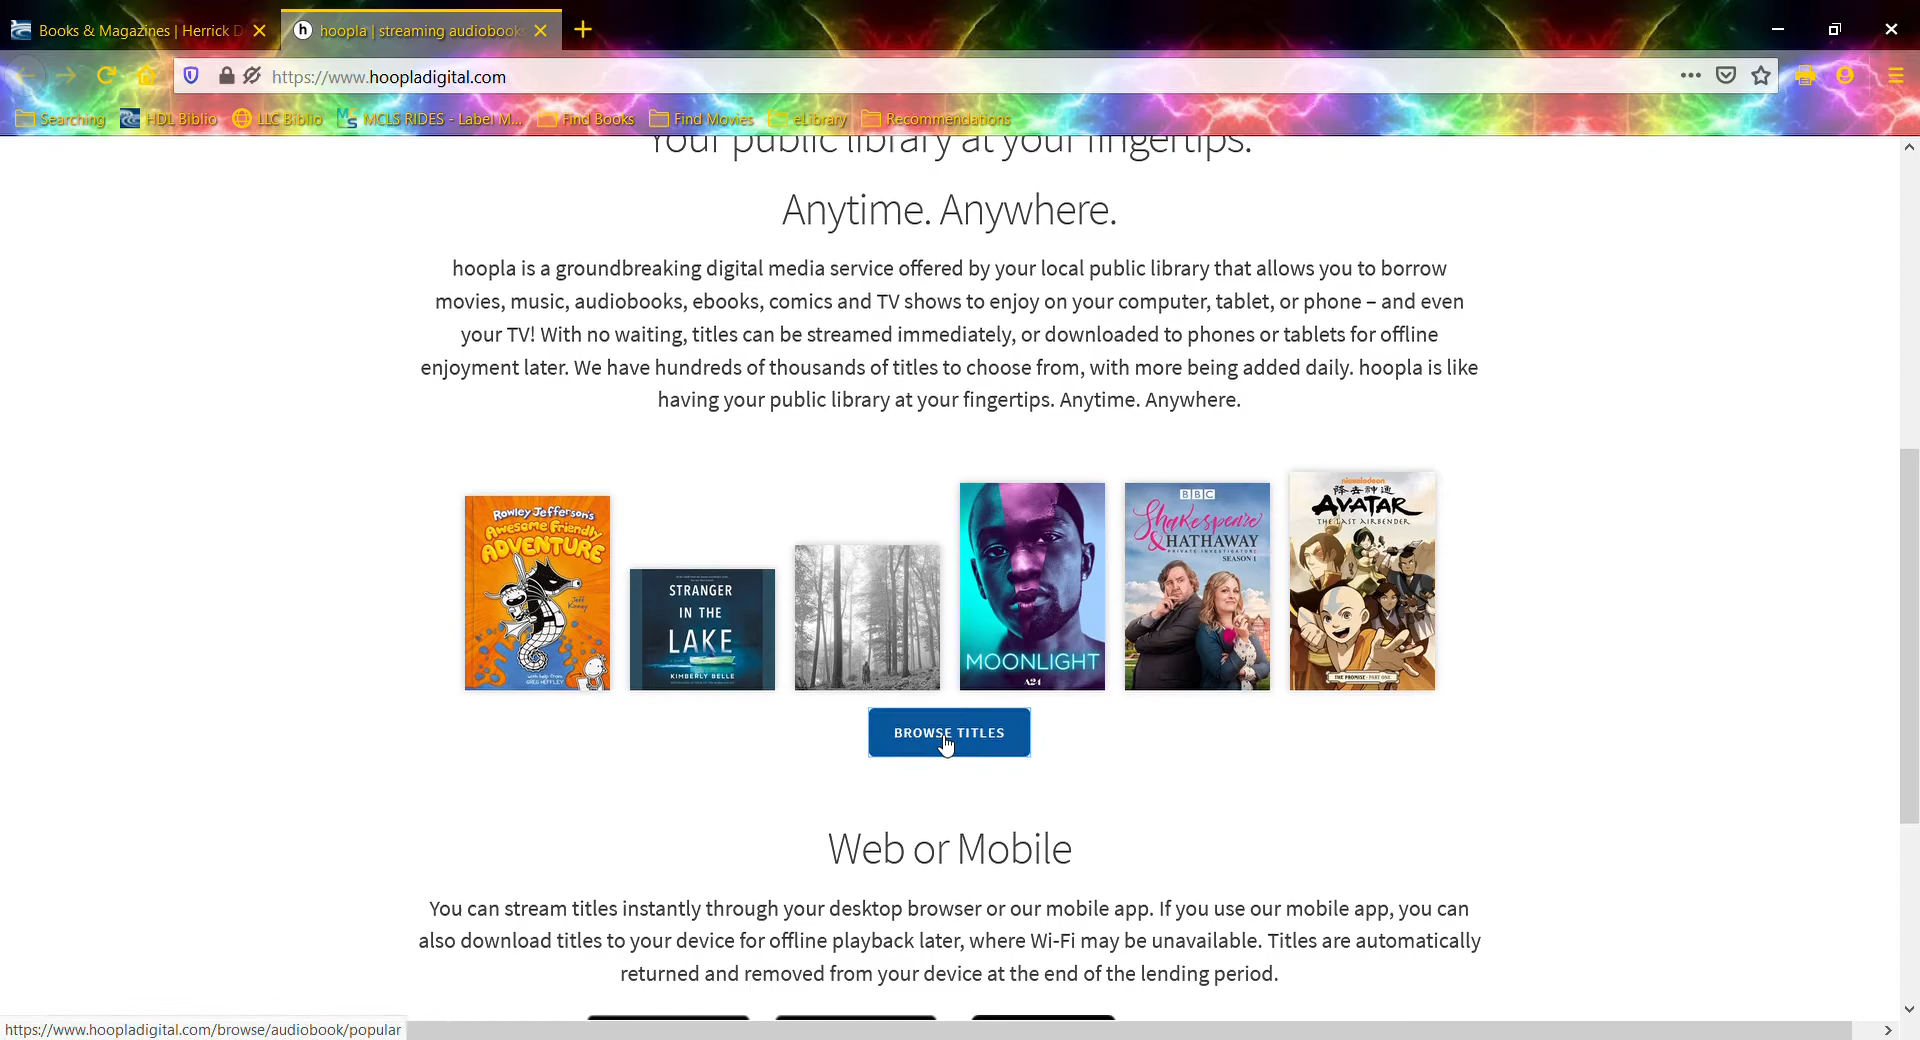 Books & Magazines | Herrick D
hoopla | streaming audiobooks
https://www.hoopladigital.com
Searching
HDL Biblio
LLC Biblio
MCLS RIDES - Label M...
Find Books
Find Movies
eLibrary
Recommendations
Your public library at your fingertips.
Anytime. Anywhere.
hoopla is a groundbreaking digital media service offered by your local public library that allows you to borrow
movies, music, audiobooks, ebooks, comics and TV shows to enjoy on your computer, tablet, or phone – and even
your TV! With no waiting, titles can be streamed immediately, or downloaded to phones or tablets for offline
enjoyment later. We have hundreds of thousands of titles to choose from, with more being added daily. hoopla is like
having your public library at your fingertips. Anytime. Anywhere.
Rowley Jefferson's
Awesome Friendly
ADVENTURE
Jeff Kinney
with help from
GREG HEFFLEY
STRANGER
IN THE
LAKE
KIMBERLY BELLE
MOONLIGHT
A24
BBC
Shakespeare
& HATHAWAY
PRIVATE INVESTIGATORS
SEASON 1
nickelodeon
降去神通
AVATAR
THE LAST AIRBENDER
THE PROMISE · PART ONE
BROWSE TITLES
Web or Mobile
You can stream titles instantly through your desktop browser or our mobile app. If you use our mobile app, you can
also download titles to your device for offline playback later, where Wi-Fi may be unavailable. Titles are automatically
returned and removed from your device at the end of the lending period.
https://www.hoopladigital.com/browse/audiobook/popular